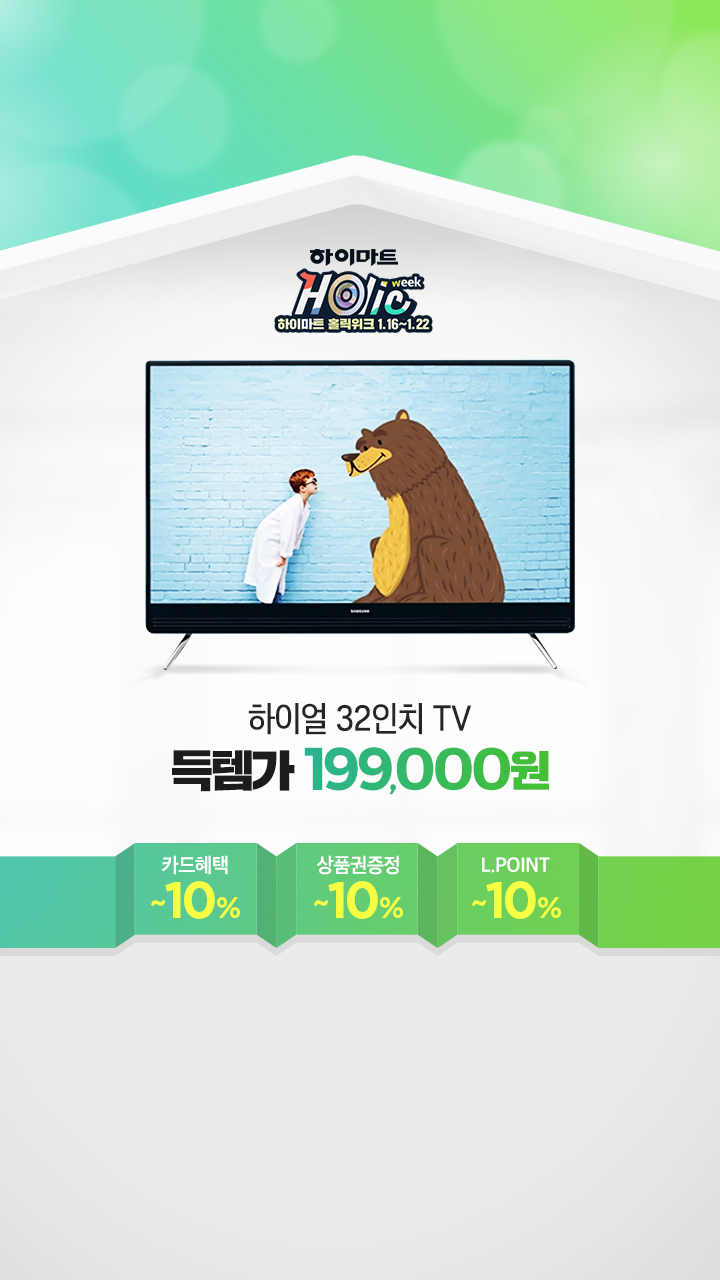 하이마트
Holic week
하이마트 홀릭위크 1.16~1.22
SAMSUNG
하이얼 32인치 TV
득템가 199,000원
카드혜택 상품권증정 L.POINT
~10% ~10% ~10%